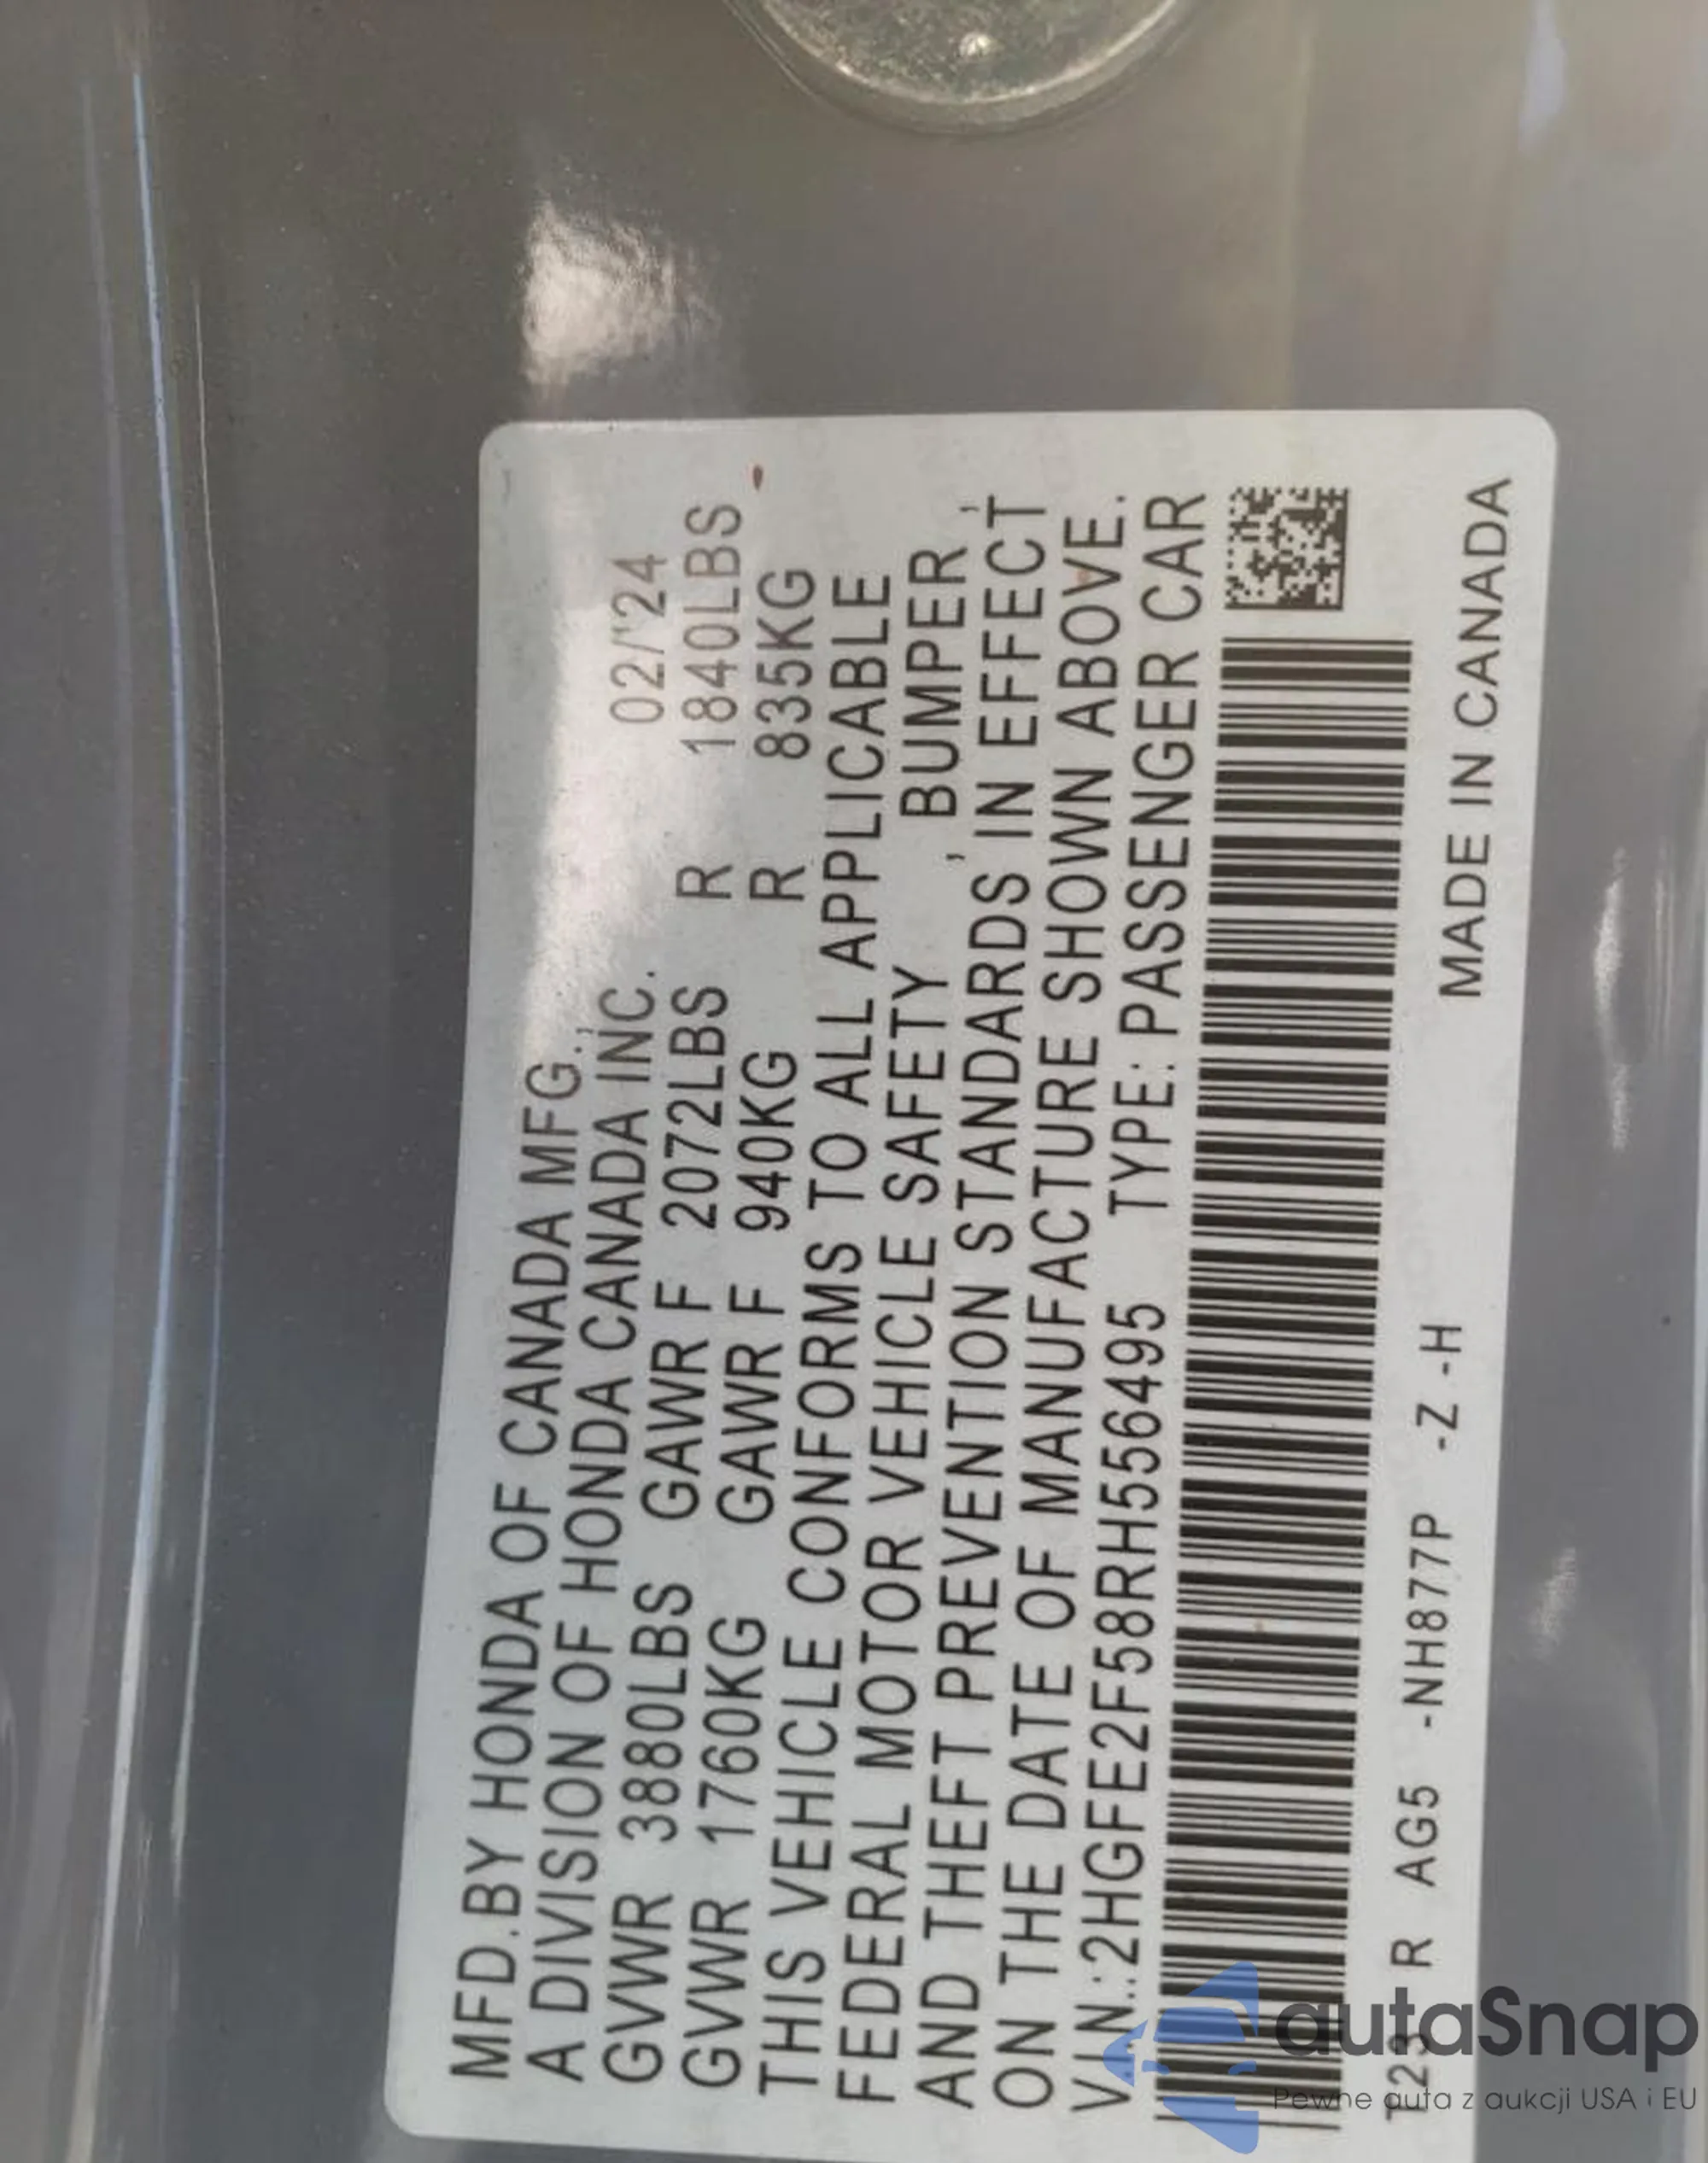 MFD.BY HONDA OF CANADA MFG.,
A DIVISION OF HONDA CANADA INC. 02/'24
GVWR 3880LBS GAWR F 2072LBS R 1840LBS
GVWR 1760KG GAWR F 940KG R 835KG
THIS VEHICLE CONFORMS TO ALL APPLICABLE
FEDERAL MOTOR VEHICLE SAFETY , BUMPER ,
AND THEFT PREVENTION STANDARDS IN EFFECT
ON THE DATE OF MANUFACTURE SHOWN ABOVE.
V.I.N.:2HGFE2F58RH556495 TYPE: PASSENGER CAR
T23 R AG5 -NH877P -Z -H MADE IN CANADA
autaSnap
Pewne auta z aukcji USA i EU